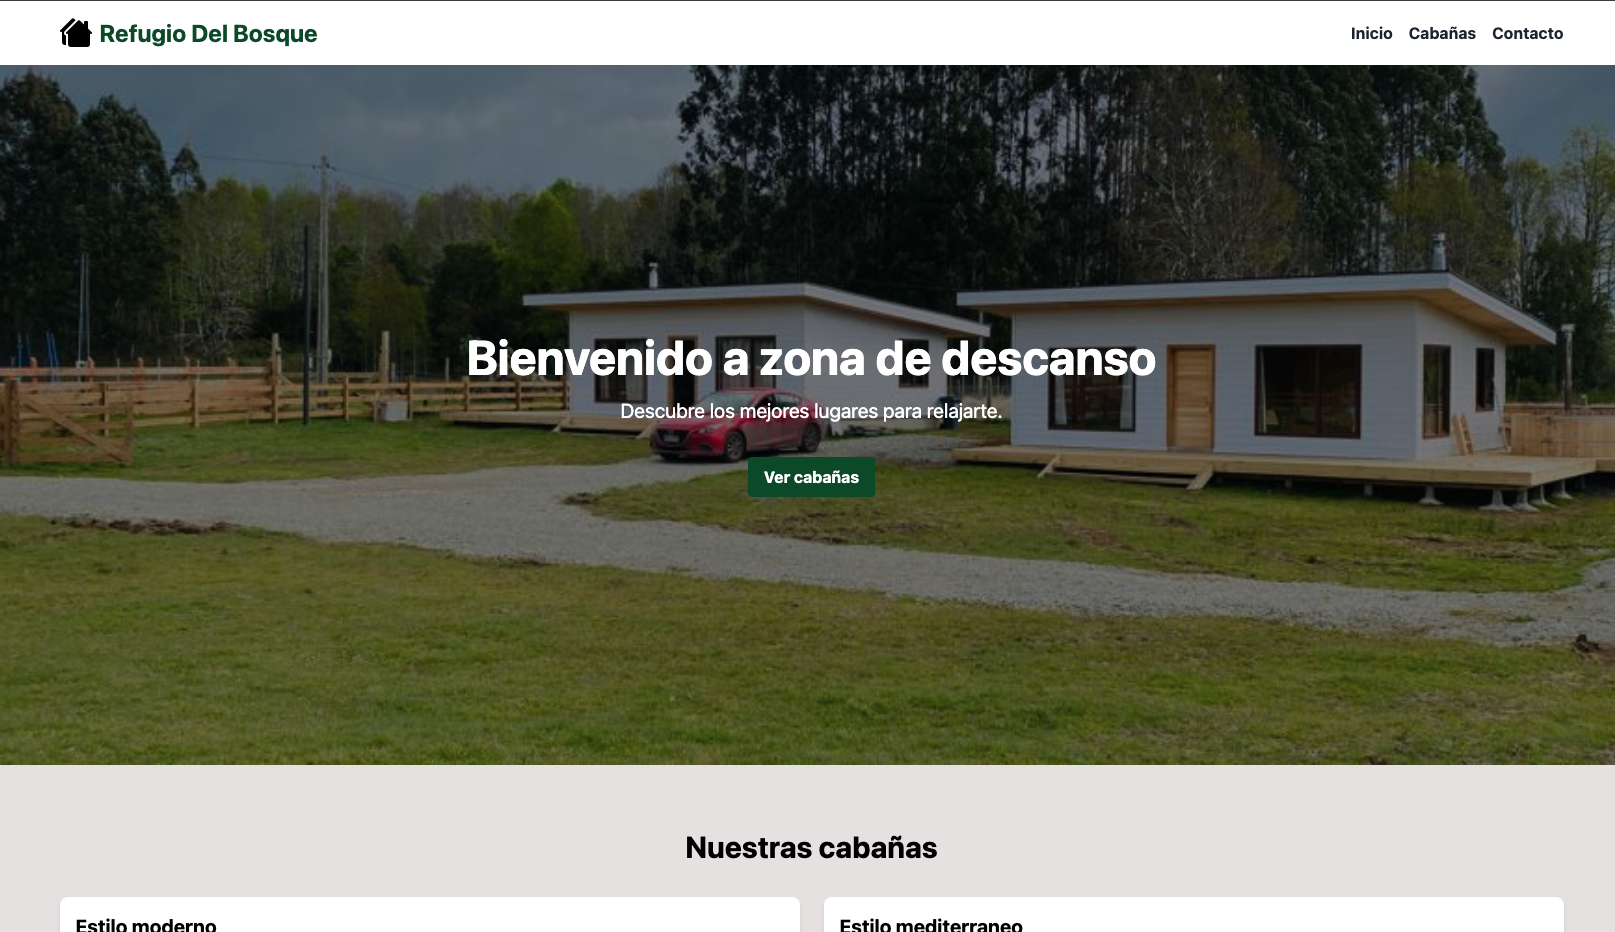 Refugio Del Bosque
Inicio Cabañas Contacto
Bienvenido a zona de descanso
Descubre los mejores lugares para relajarte.
Ver cabañas
Nuestras cabañas
Estilo moderno
Estilo mediterraneo